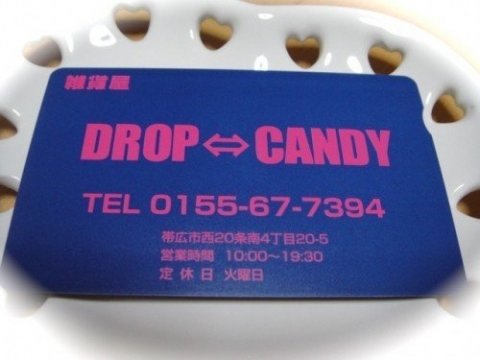 雑貨屋
DROP⇔CANDY
TEL 0155-67-7394
帯広市西20条南4丁目20-5
営業時間 10:00〜19:30
定休日 火曜日